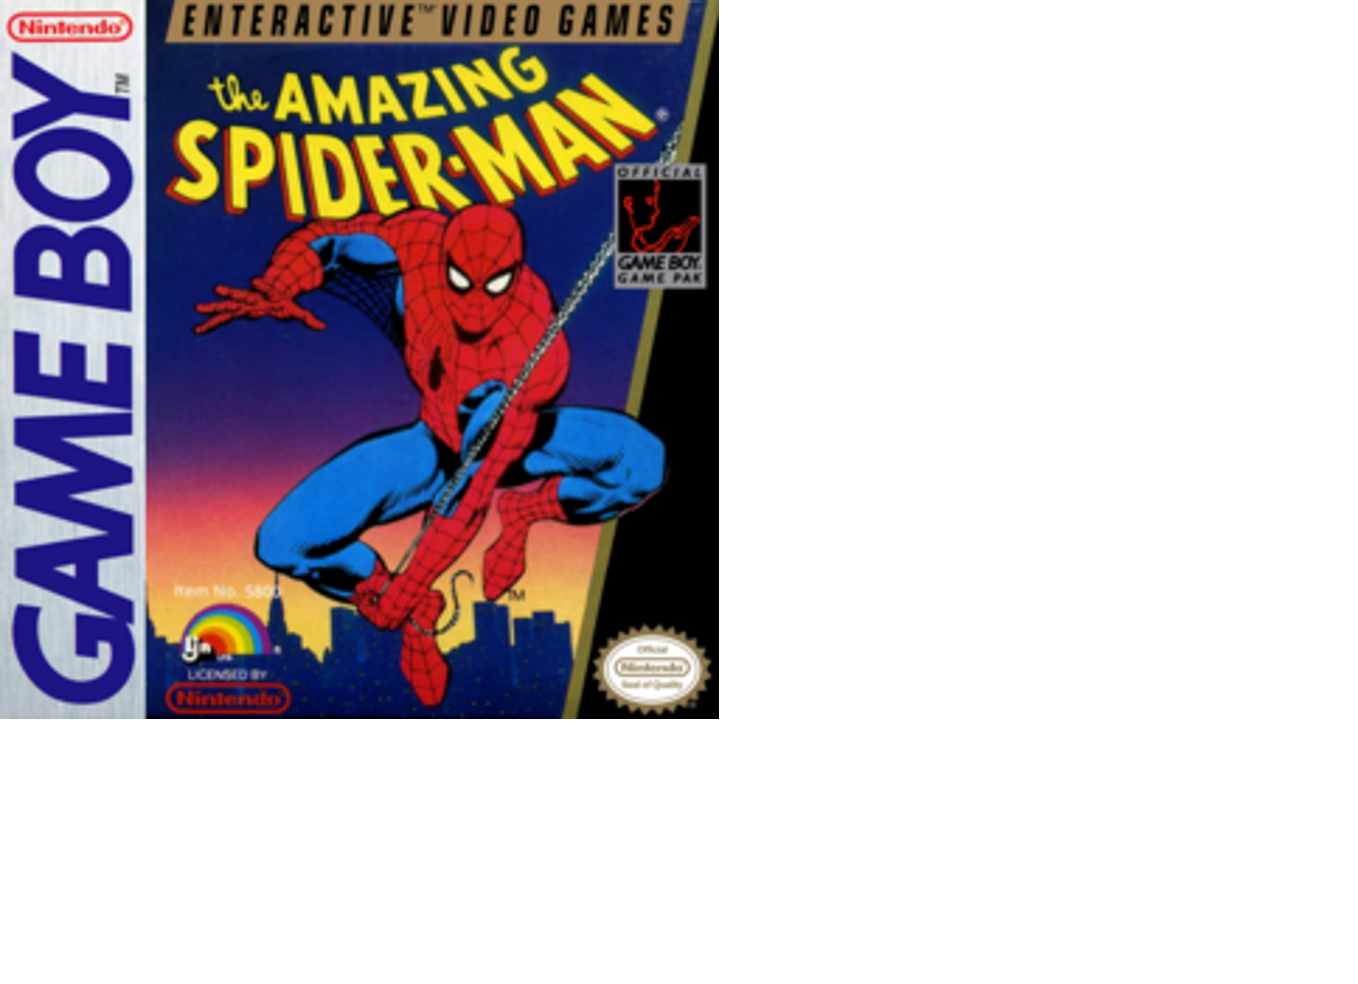 Nintendo®
GAME BOY
TM
ENTERACTIVE™ VIDEO GAMES
the AMAZING
SPIDER-MAN®
OFFICIAL
GAME BOY
GAME PAK
TM
Item No. 5800
LJN
®
LICENSED BY
Nintendo
Official
Nintendo
Seal of Quality